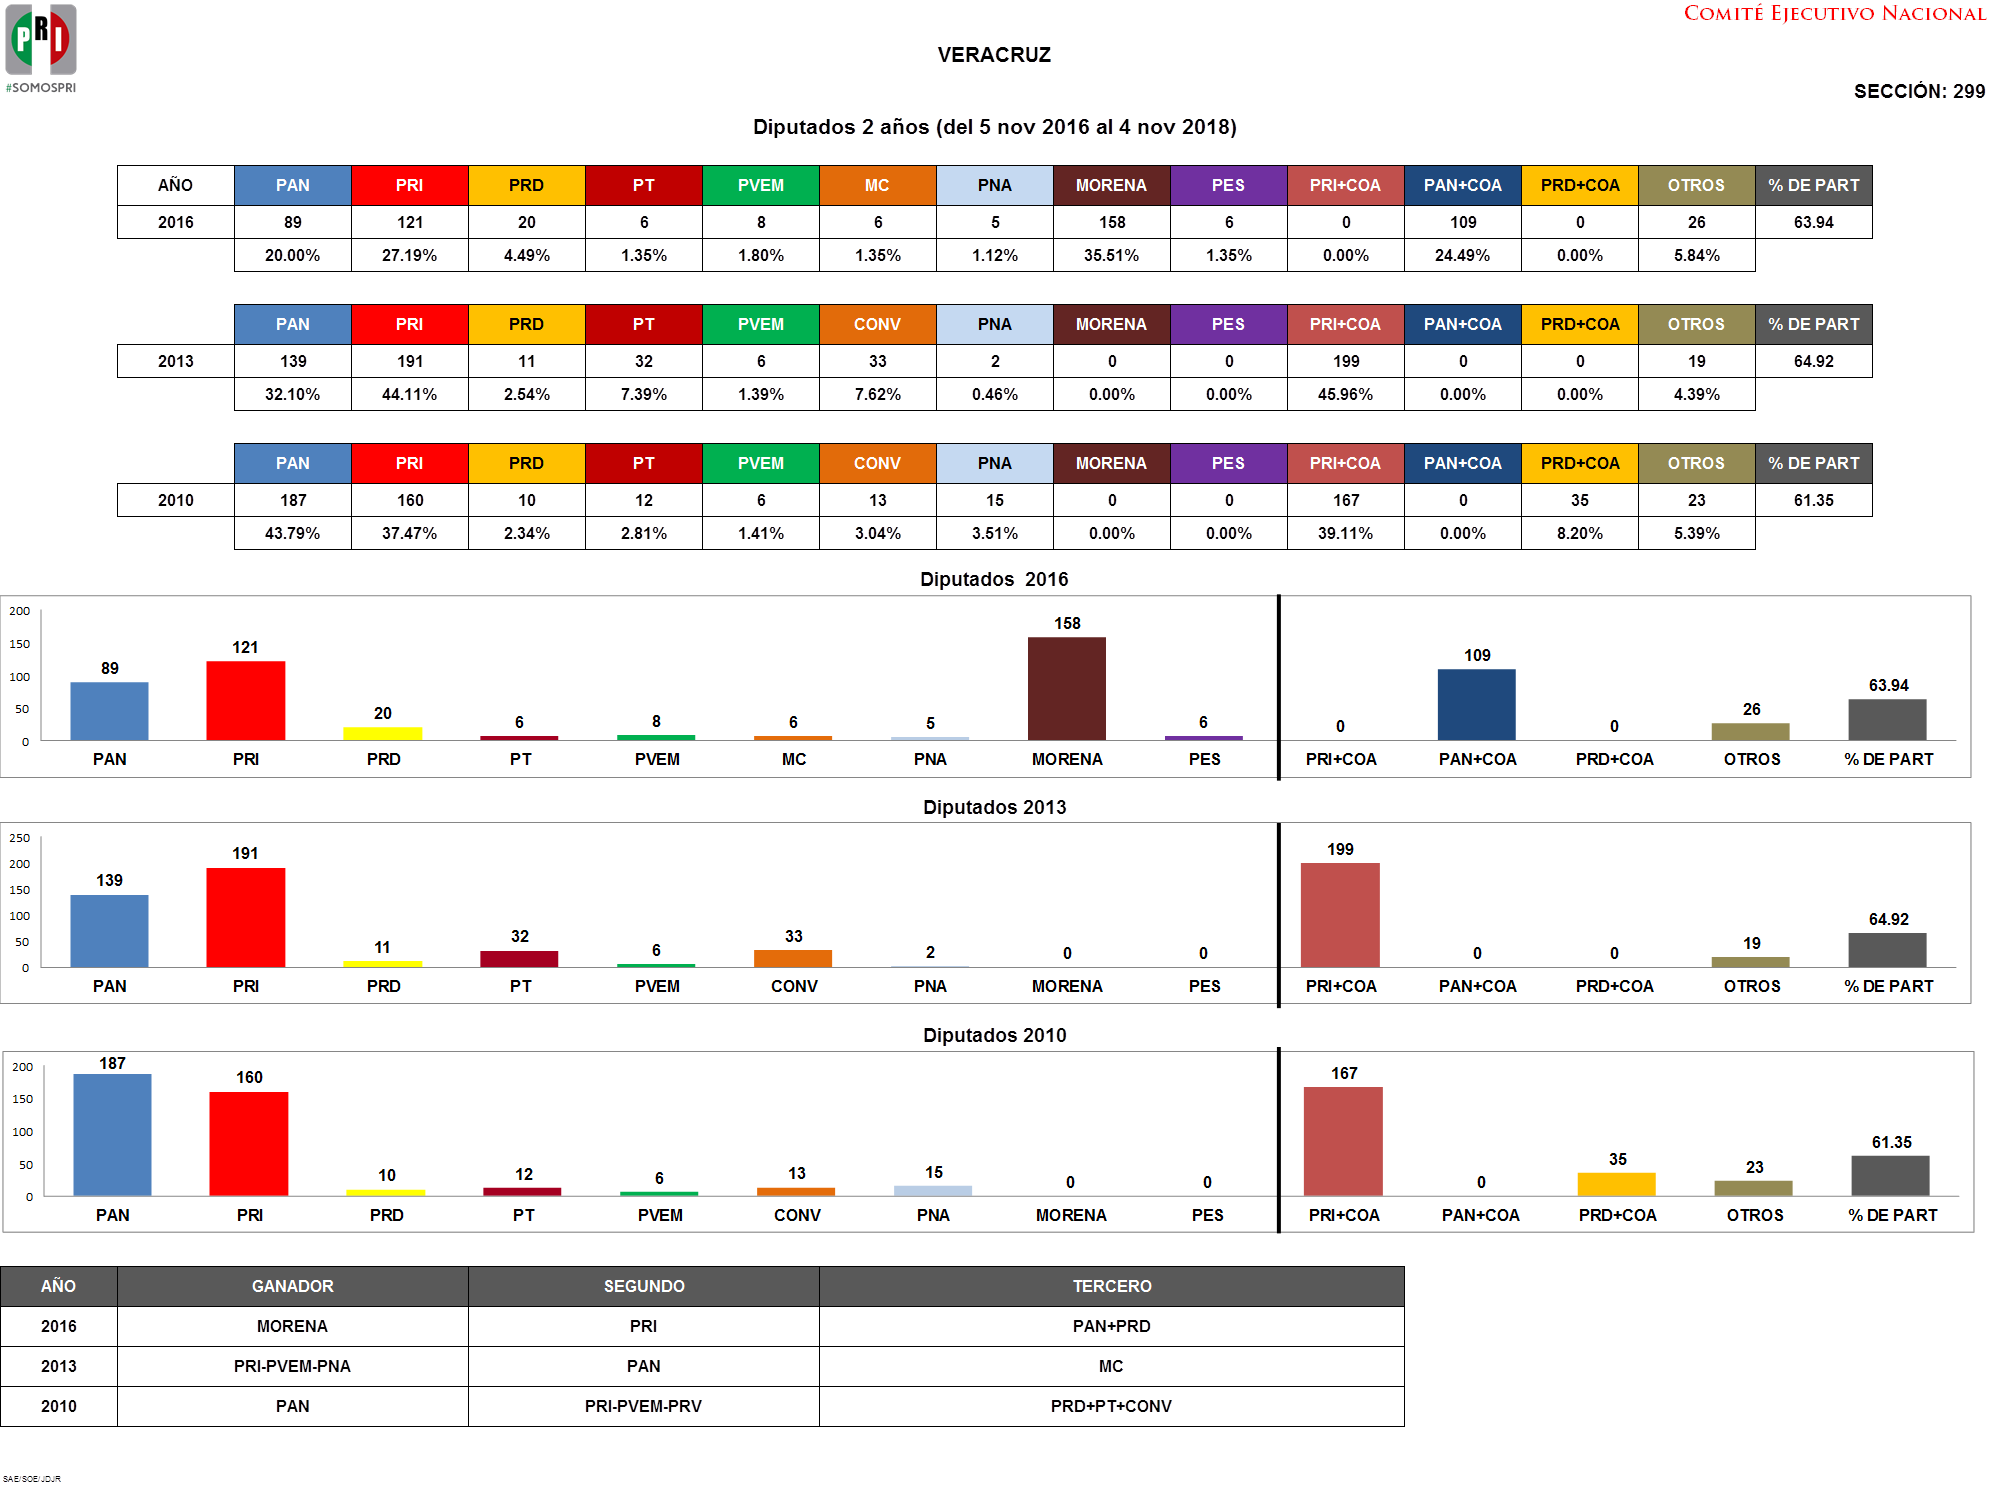 PRI
#SOMOSPRI
COMITÉ EJECUTIVO NACIONAL
VERACRUZ
SECCIÓN: 299
Diputados 2 años (del 5 nov 2016 al 4 nov 2018)
AÑO PAN PRI PRD PT PVEM MC PNA MORENA PES PRI+COA PAN+COA PRD+COA OTROS % DE PART
2016 89 121 20 6 8 6 5 158 6 0 109 0 26 63.94
20.00% 27.19% 4.49% 1.35% 1.80% 1.35% 1.12% 35.51% 1.35% 0.00% 24.49% 0.00% 5.84%
PAN PRI PRD PT PVEM CONV PNA MORENA PES PRI+COA PAN+COA PRD+COA OTROS % DE PART
2013 139 191 11 32 6 33 2 0 0 199 0 0 19 64.92
32.10% 44.11% 2.54% 7.39% 1.39% 7.62% 0.46% 0.00% 0.00% 45.96% 0.00% 0.00% 4.39%
PAN PRI PRD PT PVEM CONV PNA MORENA PES PRI+COA PAN+COA PRD+COA OTROS % DE PART
2010 187 160 10 12 6 13 15 0 0 167 0 35 23 61.35
43.79% 37.47% 2.34% 2.81% 1.41% 3.04% 3.51% 0.00% 0.00% 39.11% 0.00% 8.20% 5.39%
Diputados 2016
200
150
100
50
0
89 121 20 6 8 6 5 158 6 0 109 0 26 63.94
PAN PRI PRD PT PVEM MC PNA MORENA PES PRI+COA PAN+COA PRD+COA OTROS % DE PART
Diputados 2013
250
200
150
100
50
0
139 191 11 32 6 33 2 0 0 199 0 0 19 64.92
PAN PRI PRD PT PVEM CONV PNA MORENA PES PRI+COA PAN+COA PRD+COA OTROS % DE PART
Diputados 2010
200
150
100
50
0
187 160 10 12 6 13 15 0 0 167 0 35 23 61.35
PAN PRI PRD PT PVEM CONV PNA MORENA PES PRI+COA PAN+COA PRD+COA OTROS % DE PART
AÑO GANADOR SEGUNDO TERCERO
2016 MORENA PRI PAN+PRD
2013 PRI-PVEM-PNA PAN MC
2010 PAN PRI-PVEM-PRV PRD+PT+CONV
SAE/SOE/JDJR